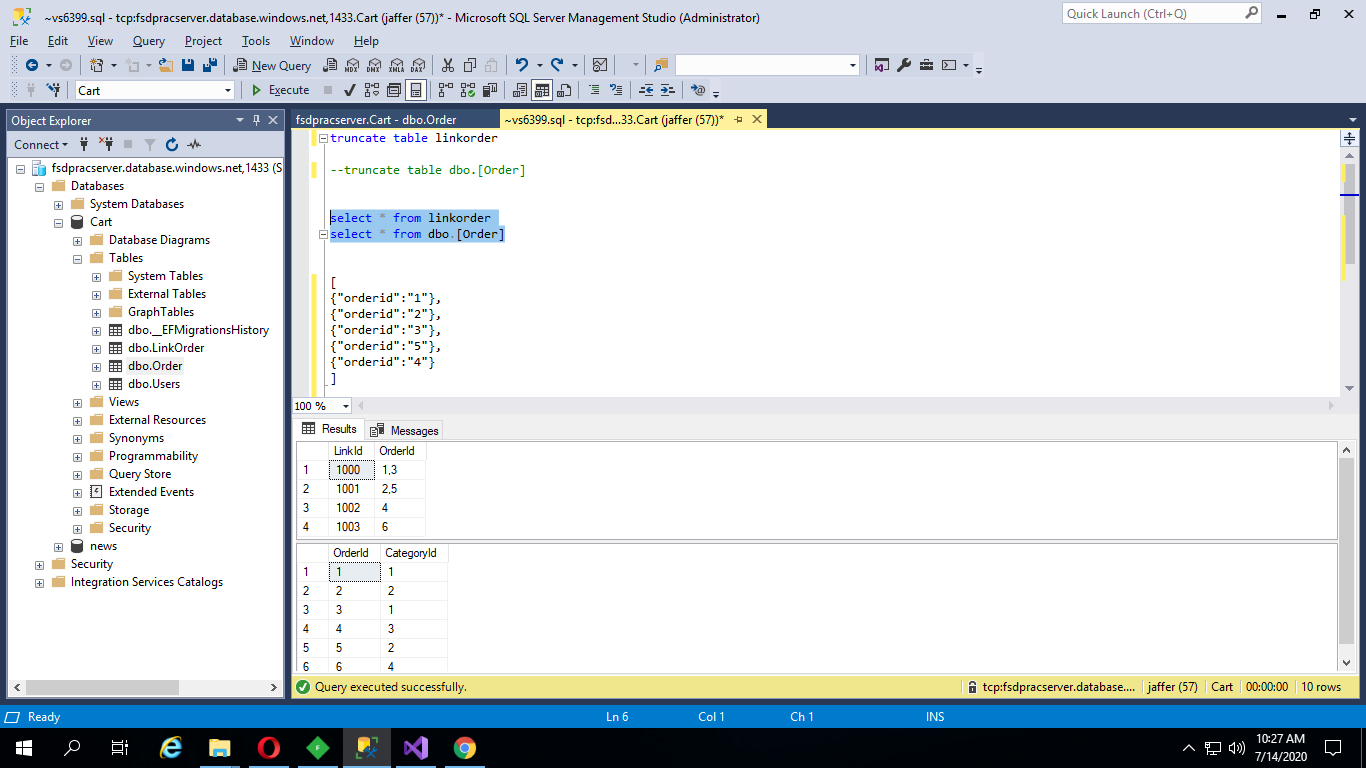 ~vs6399.sql - tcp:fsdpracserver.database.windows.net,1433.Cart (jaffer (57))* - Microsoft SQL Server Management Studio (Administrator)
Quick Launch (Ctrl+Q)
File Edit View Query Project Tools Window Help
New Query MDX DMX XMLA DAX
Cart Execute
Object Explorer
fsdpracserver.Cart - dbo.Order
~vs6399.sql - tcp:fsd...33.Cart (jaffer (57))*
Connect
fsdpracserver.database.windows.net,1433 (S
Databases
System Databases
Cart
Database Diagrams
Tables
System Tables
External Tables
GraphTables
dbo.__EFMigrationsHistory
dbo.LinkOrder
dbo.Order
dbo.Users
Views
External Resources
Synonyms
Programmability
Query Store
Extended Events
Storage
Security
news
Security
Integration Services Catalogs
truncate table linkorder
--truncate table dbo.[Order]
select * from linkorder
select * from dbo.[Order]
[
{"orderid":"1"},
{"orderid":"2"},
{"orderid":"3"},
{"orderid":"5"},
{"orderid":"4"}
]
100 %
Results Messages
LinkId OrderId
1 1000 1,3
2 1001 2,5
3 1002 4
4 1003 6
OrderId CategoryId
1 1 1
2 2 2
3 3 1
4 4 3
5 5 2
6 6 4
Query executed successfully.
tcp:fsdpracserver.database.... jaffer (57) Cart 00:00:00 10 rows
Ready Ln 6 Col 1 Ch 1 INS
10:27 AM
7/14/2020